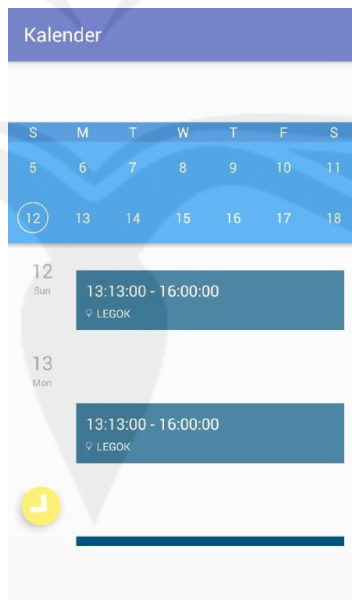 Kalender
S M T W T F S
5 6 7 8 9 10 11
12 13 14 15 16 17 18
12
Sun
13:13:00 - 16:00:00
LEGOK
13
Mon
13:13:00 - 16:00:00
LEGOK